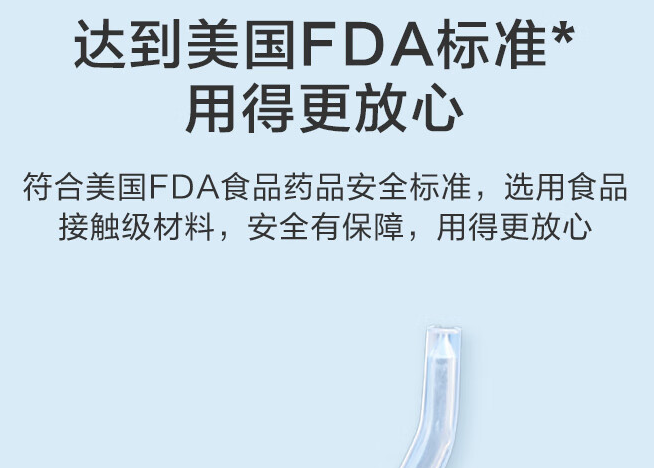 达到美国FDA标准*
用得更放心
符合美国FDA食品药品安全标准，选用食品
接触级材料，安全有保障，用得更放心